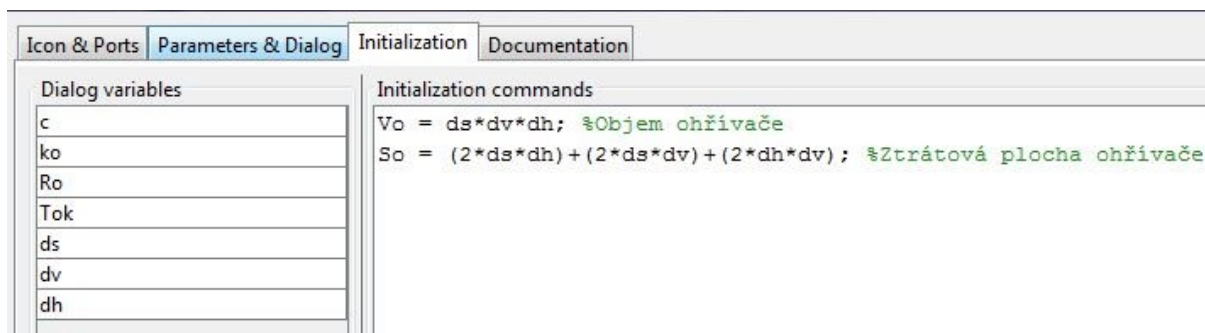 Icon & Ports Parameters & Dialog Initialization Documentation
Dialog variables
c
ko
Ro
Tok
ds
dv
dh
Initialization commands
Vo = ds*dv*dh; %Objem ohřívače
So = (2*ds*dh)+(2*ds*dv)+(2*dh*dv); %Ztrátová plocha ohřívače